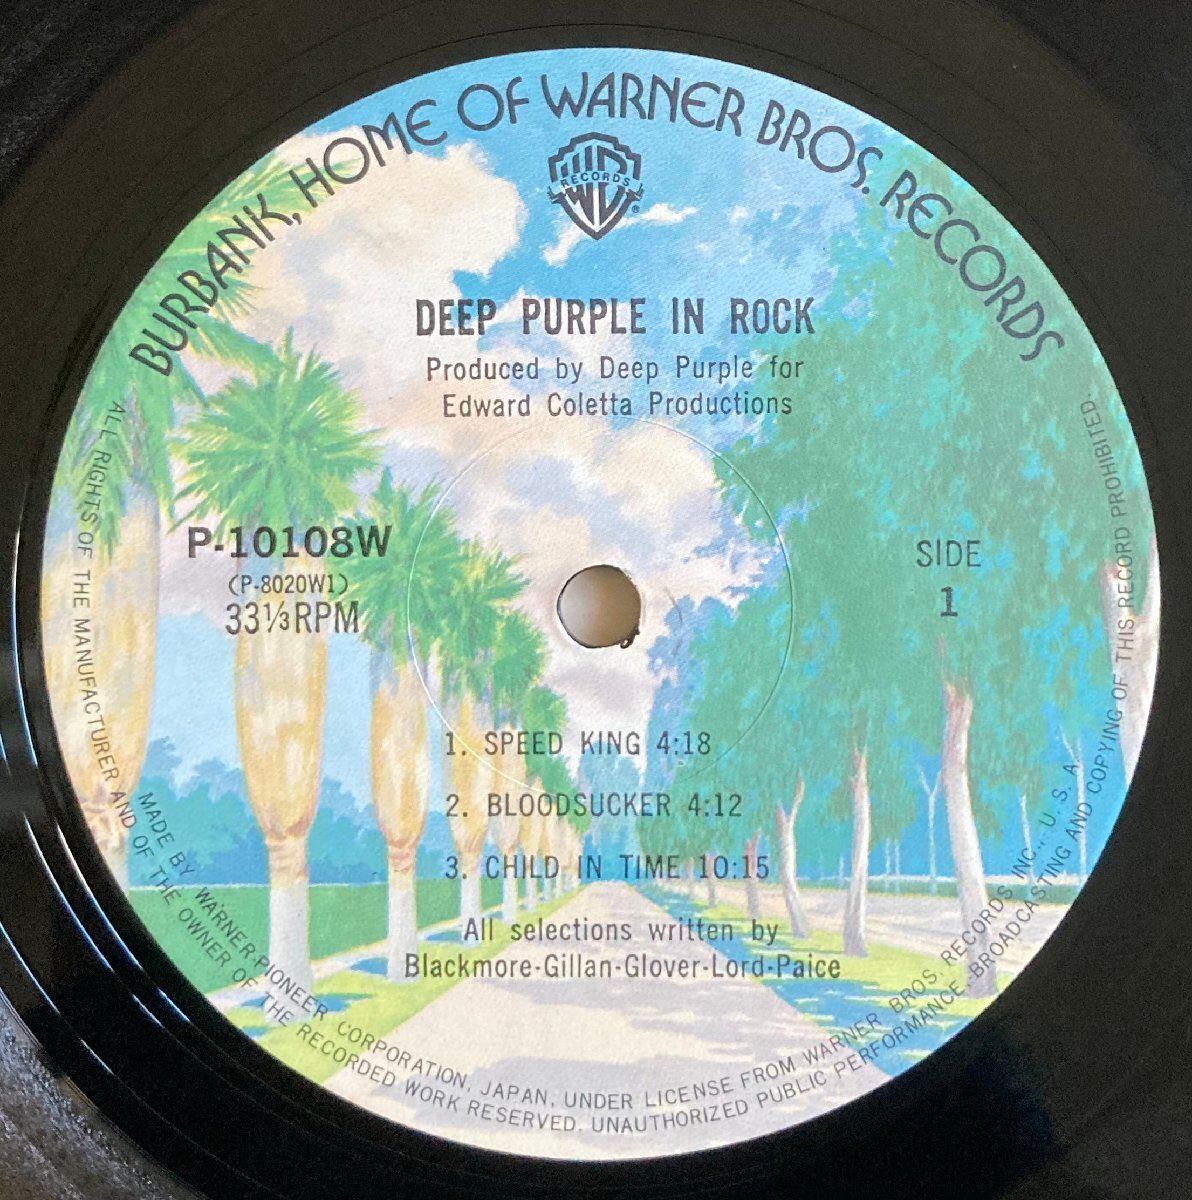 BURBANK, HOME OF WARNER BROS. RECORDS
WB
RECORDS
®
DEEP PURPLE IN ROCK
Produced by Deep Purple for
Edward Coletta Productions
P-10108W
(P-8020W1)
33⅓RPM
SIDE
1
1. SPEED KING 4:18
2. BLOODSUCKER 4:12
3. CHILD IN TIME 10:15
All selections written by
Blackmore-Gillan-Glover-Lord-Paice
MADE BY WARNER-PIONEER CORPORATION, JAPAN, UNDER LICENSE FROM WARNER BROS. RECORDS INC., U. S. A.
ALL RIGHTS OF THE MANUFACTURER AND OF THE OWNER OF THE RECORDED WORK RESERVED. UNAUTHORIZED PUBLIC PERFORMANCE, BROADCASTING AND COPYING OF THIS RECORD PROHIBITED.